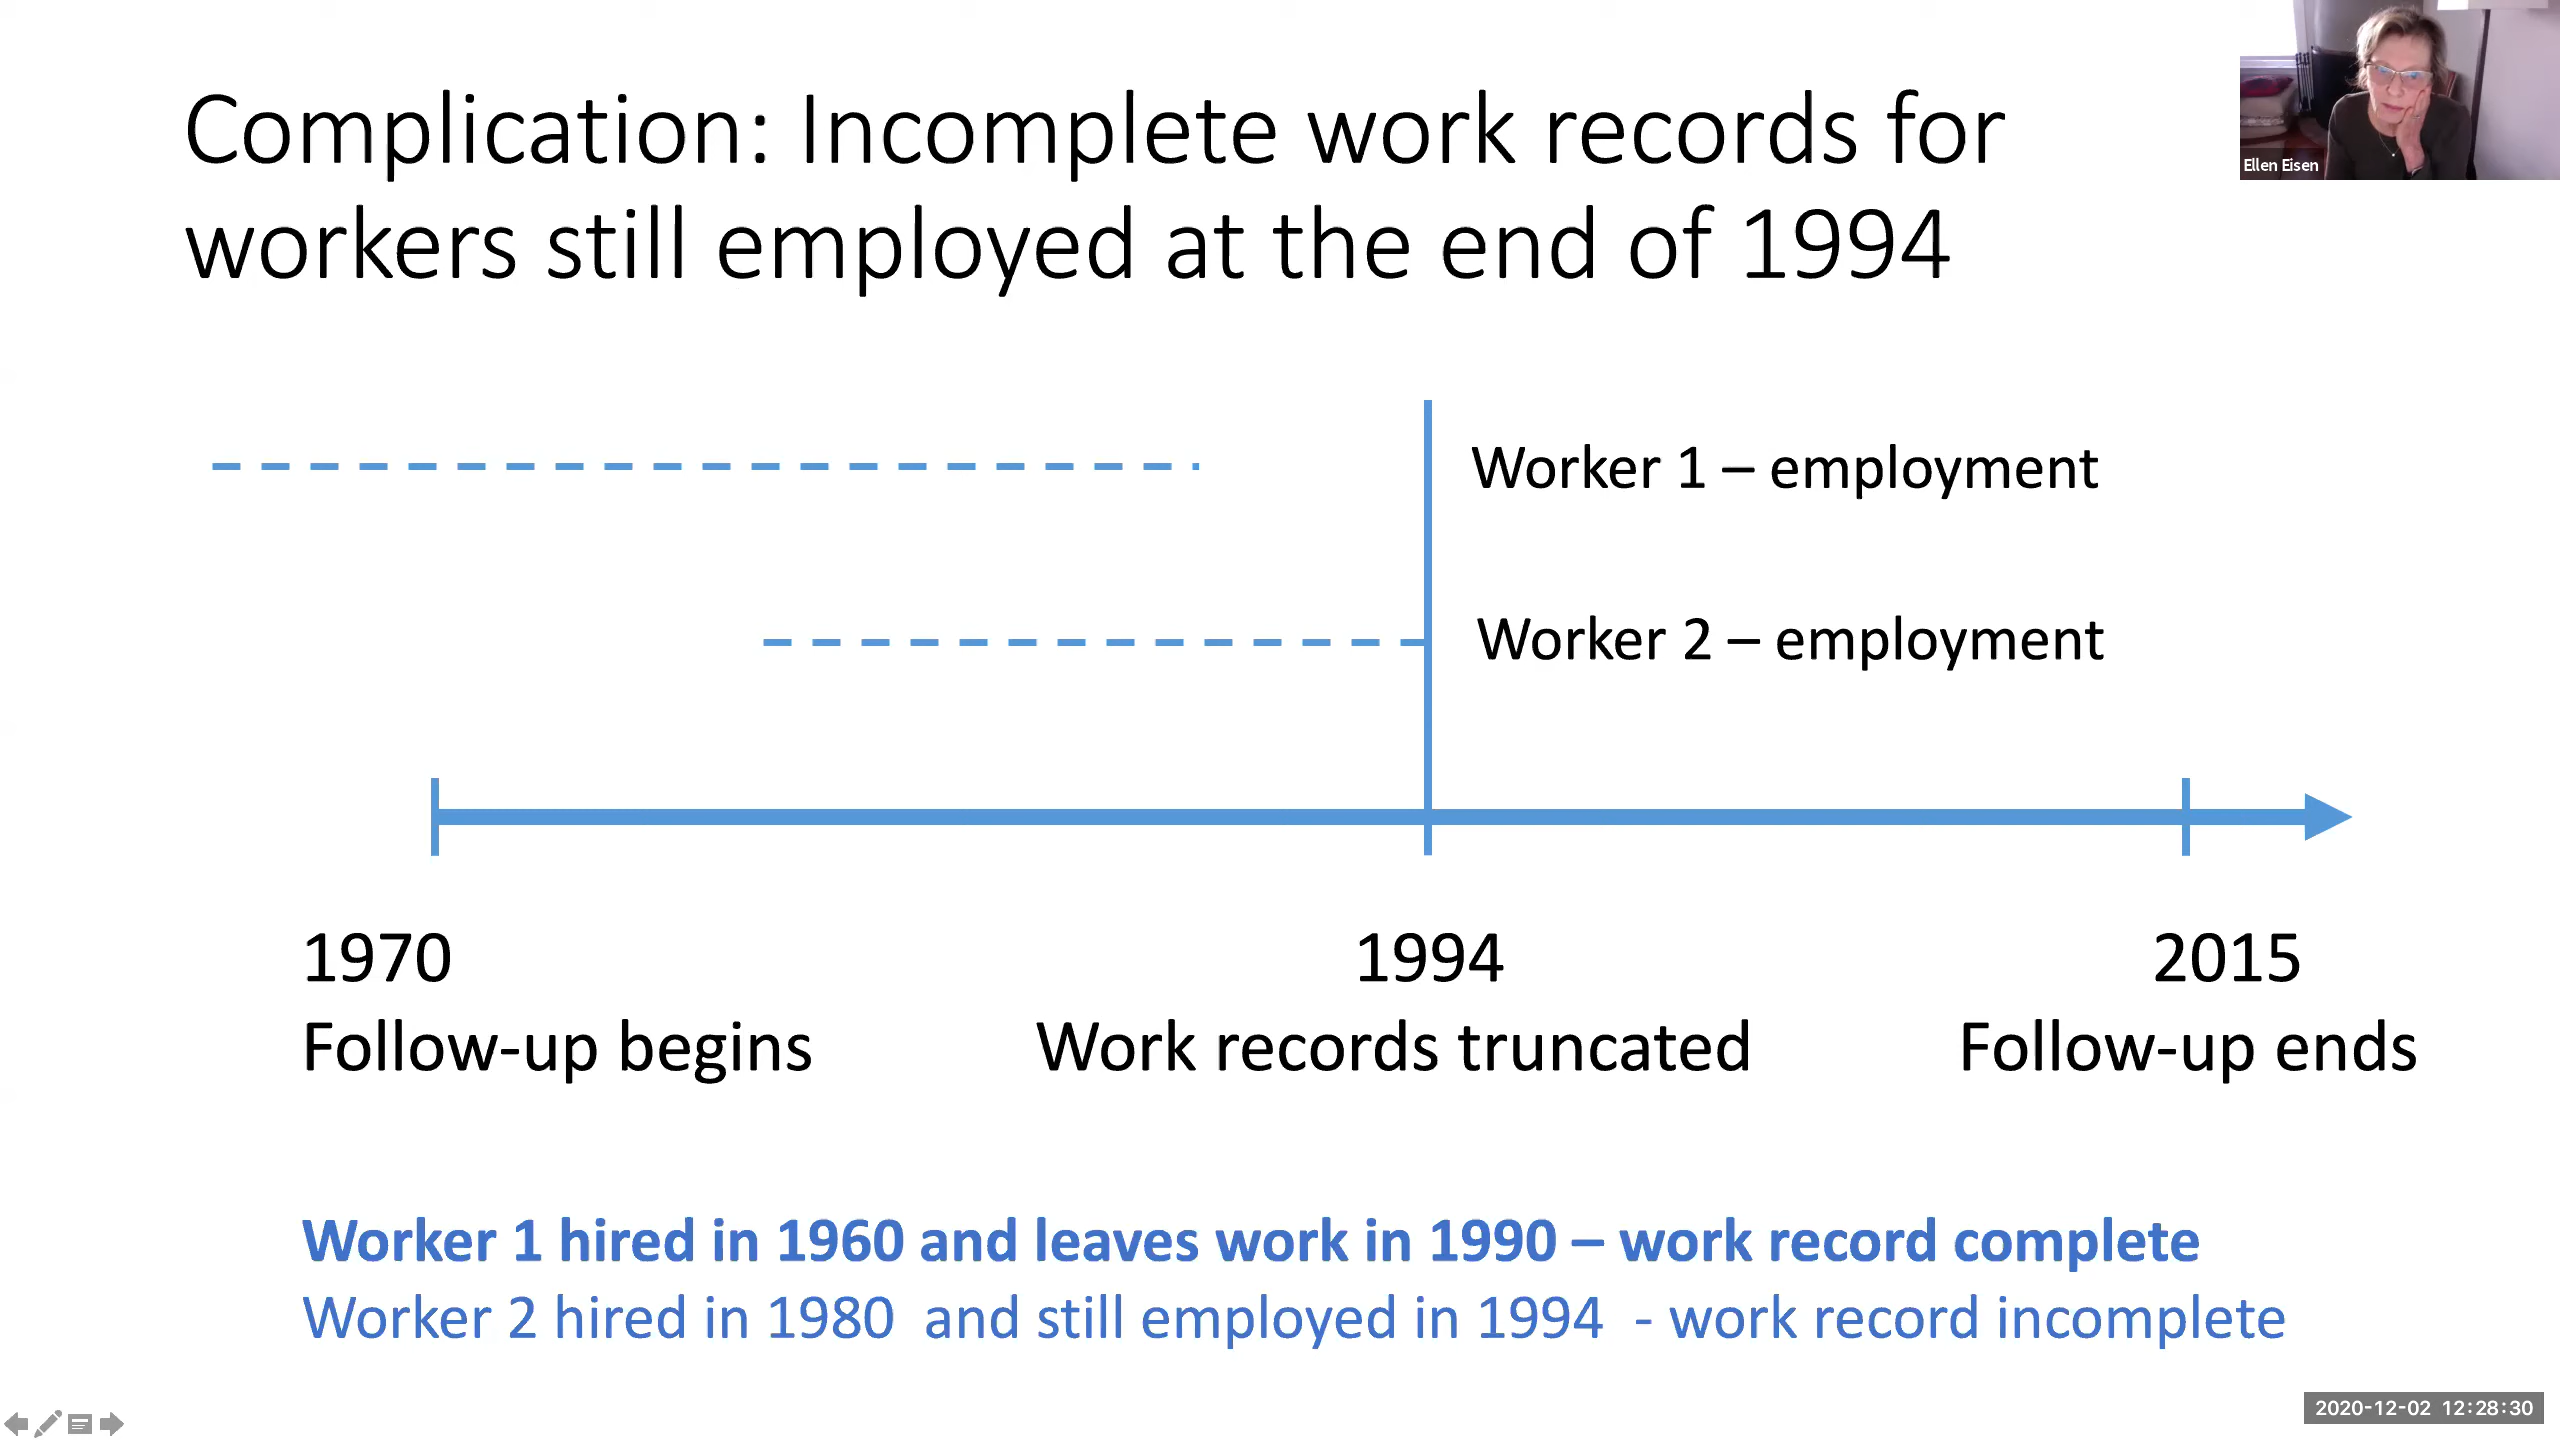 Complication: Incomplete work records for
workers still employed at the end of 1994
Ellen Eisen
Worker 1 – employment
Worker 2 – employment
1970
Follow-up begins
1994
Work records truncated
2015
Follow-up ends
Worker 1 hired in 1960 and leaves work in 1990 – work record complete
Worker 2 hired in 1980  and still employed in 1994  - work record incomplete
2020-12-02 12:28:30